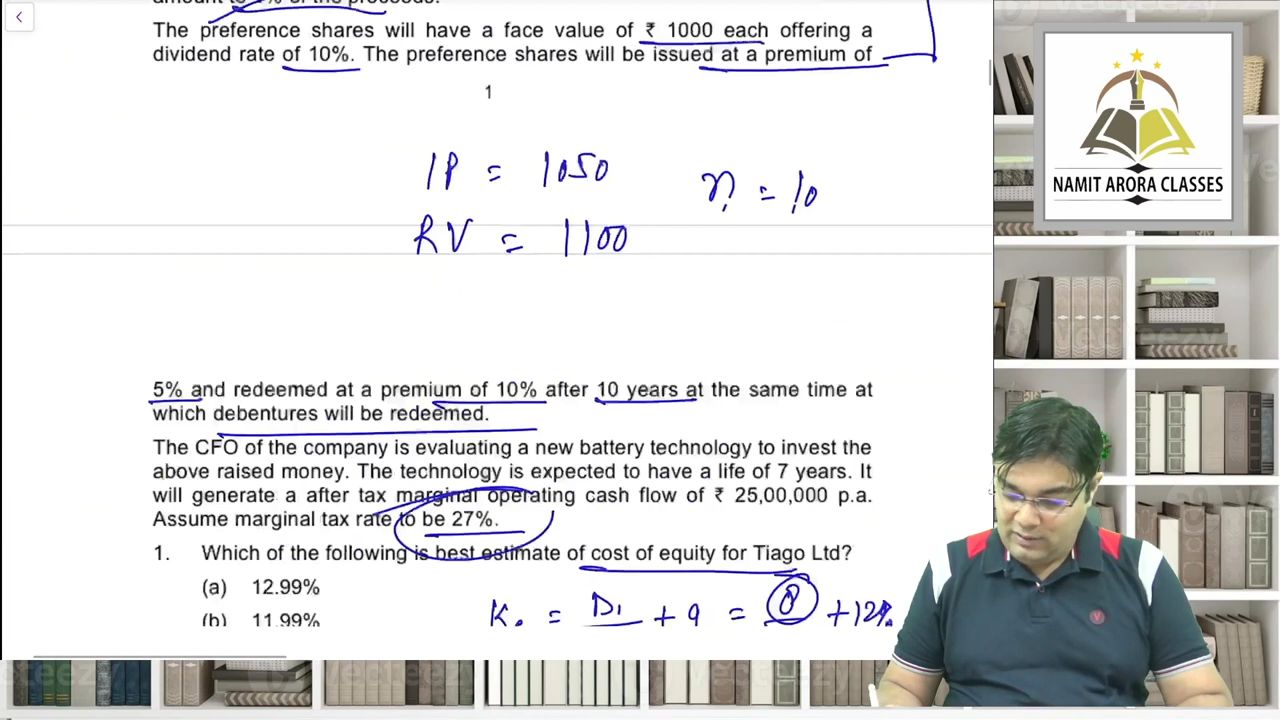 The preference shares will have a face value of ₹ 1000 each offering a
dividend rate of 10%. The preference shares will be issued at a premium of
1
IP = 1050
n = 10
RV = 1100
5% and redeemed at a premium of 10% after 10 years at the same time at
which debentures will be redeemed.
The CFO of the company is evaluating a new battery technology to invest the
above raised money. The technology is expected to have a life of 7 years. It
will generate a after tax marginal operating cash flow of ₹ 25,00,000 p.a.
Assume marginal tax rate to be 27%.
1. Which of the following is best estimate of cost of equity for Tiago Ltd?
(a) 12.99%
(b) 11.99%
D1
+ g =
+12%
NAMIT ARORA CLASSES